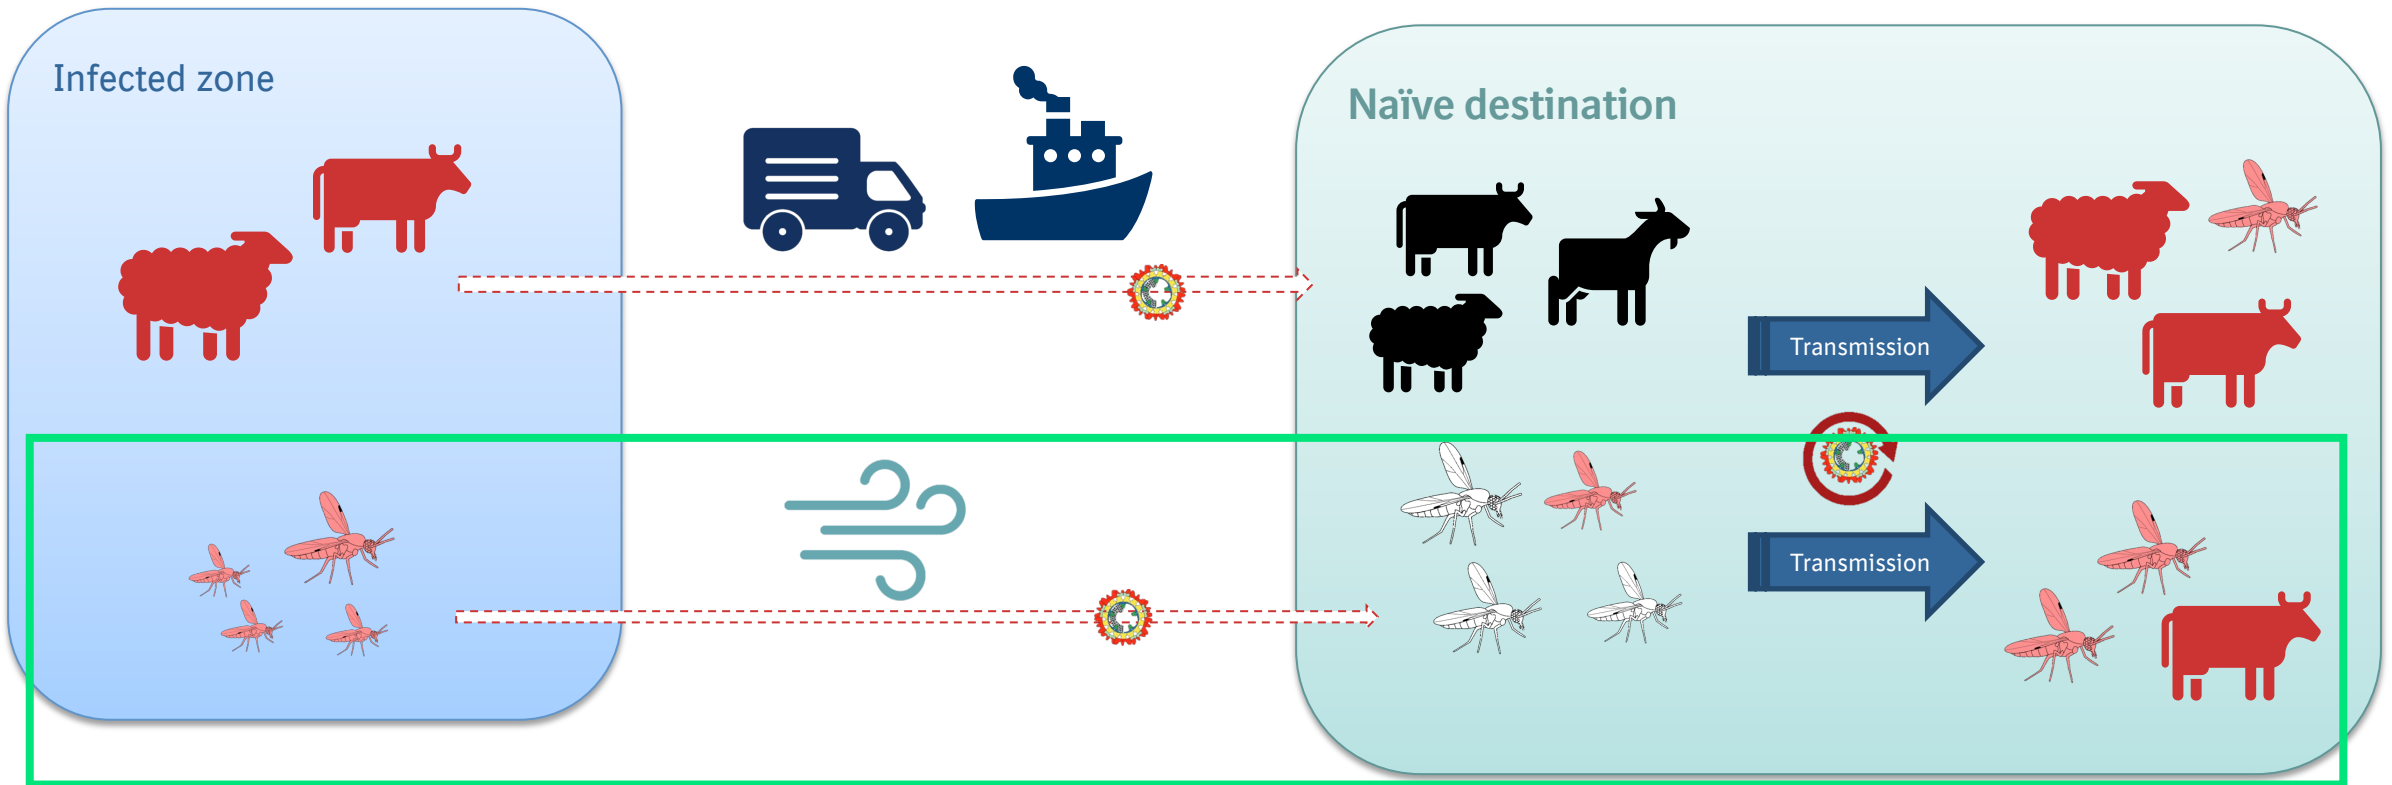 Infected zone
Naïve destination
Transmission
Transmission